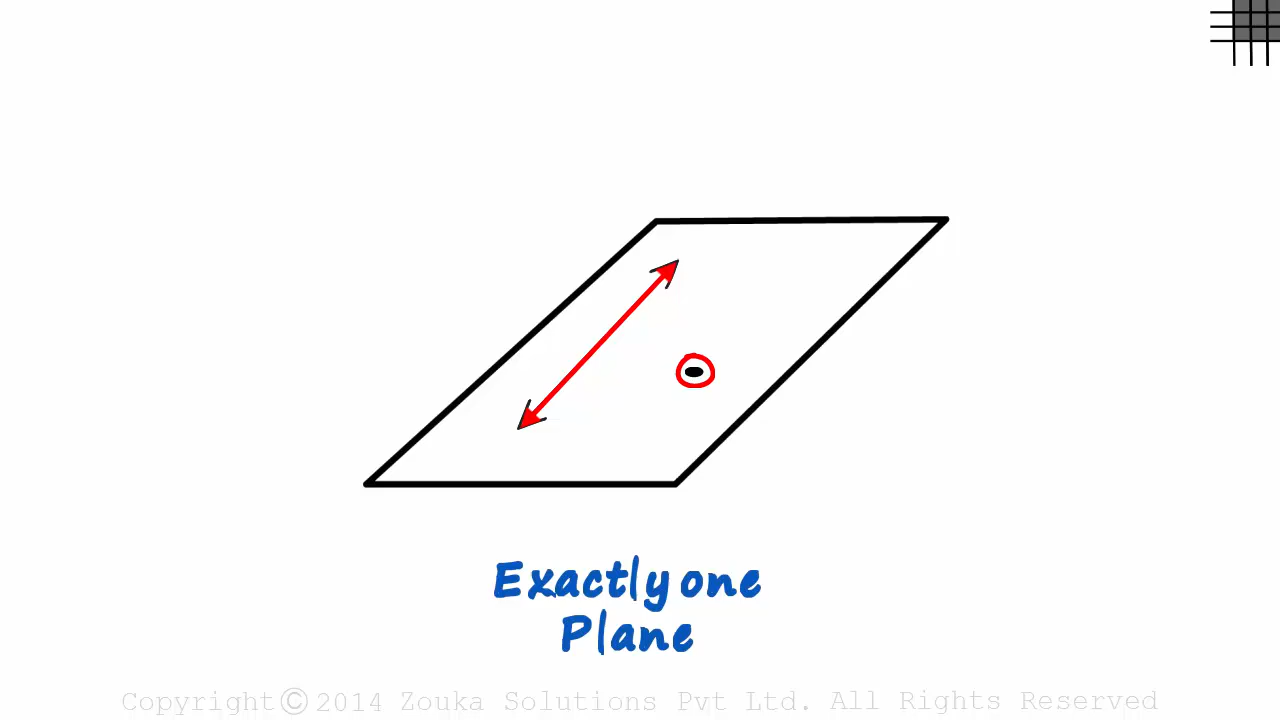 Exactly one
Plane
Copyright©2014 Zouka Solutions Pvt Ltd. All Rights Reserved